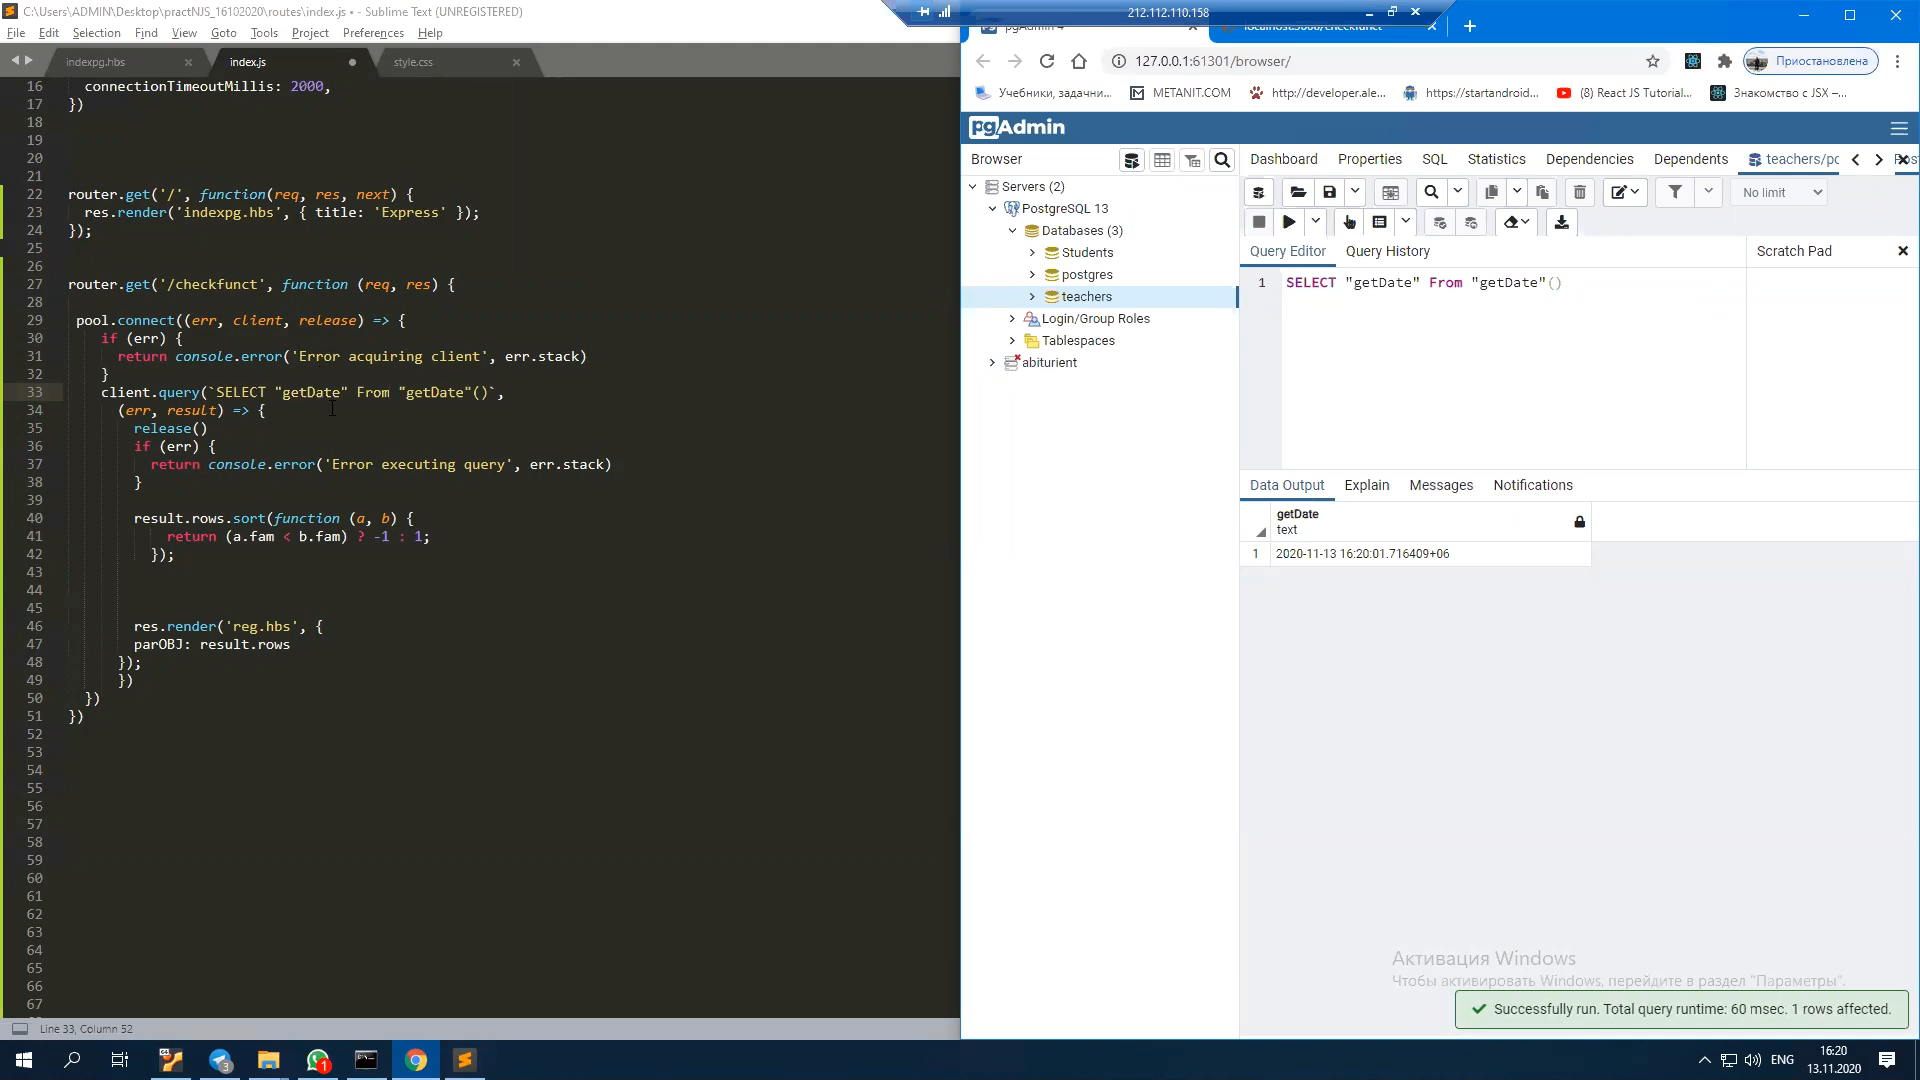 C:\Users\ADMIN\Desktop\practNJS_16102020\routes\index.js • - Sublime Text (UNREGISTERED)
File Edit Selection Find View Goto Tools Project Preferences Help
indexpg.hbs index.js style.css
16 connectionTimeoutMillis: 2000,
17 })
18
19
20
21
22 router.get('/', function(req, res, next) {
23 res.render('indexpg.hbs', { title: 'Express' });
24 });
25
26
27 router.get('/checkfunct', function (req, res) {
28
29 pool.connect((err, client, release) => {
30 if (err) {
31 return console.error('Error acquiring client', err.stack)
32 }
33 client.query(`SELECT "getDate" From "getDate"()`,
34 (err, result) => {
35 release()
36 if (err) {
37 return console.error('Error executing query', err.stack)
38 }
39
40 result.rows.sort(function (a, b) {
41 return (a.fam < b.fam) ? -1 : 1;
42 });
43
44
45
46 res.render('reg.hbs', {
47 parOBJ: result.rows
48 });
49 })
50 })
51 })
52
53
54
55
56
57
58
59
60
61
62
63
64
65
66
67
Line 33, Column 52
212.112.110.158
pgAdmin 4
localhost:3000/checkfunct
127.0.0.1:61301/browser/
Приостановлена
Учебники, задачни...
METANIT.COM
http://developer.ale...
https://startandroid...
(8) React JS Tutorial...
Знакомство с JSX –...
pgAdmin
Browser
Dashboard Properties SQL Statistics Dependencies Dependents teachers/po
Servers (2)
PostgreSQL 13
Databases (3)
Students
postgres
teachers
Login/Group Roles
Tablespaces
abiturient
No limit
Query Editor Query History Scratch Pad
1 SELECT "getDate" From "getDate"()
Data Output Explain Messages Notifications
getDate
text
1 2020-11-13 16:20:01.716409+06
Активация Windows
Чтобы активировать Windows, перейдите в раздел "Параметры".
Successfully run. Total query runtime: 60 msec. 1 rows affected.
3
1
ENG
16:20
13.11.2020